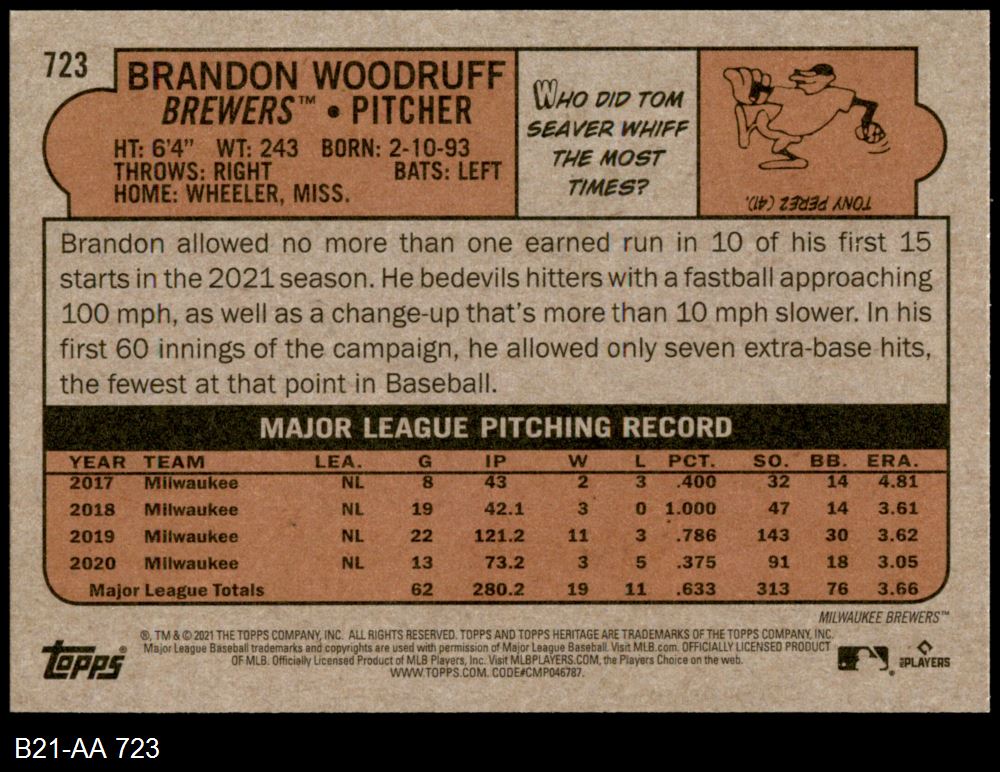 723
BRANDON WOODRUFF
BREWERS™ • PITCHER
HT: 6'4" WT: 243 BORN: 2-10-93
THROWS: RIGHT BATS: LEFT
HOME: WHEELER, MISS.
WHO DID TOM
SEAVER WHIFF
THE MOST
TIMES?
TONY PEREZ (41).
Brandon allowed no more than one earned run in 10 of his first 15
starts in the 2021 season. He bedevils hitters with a fastball approaching
100 mph, as well as a change-up that's more than 10 mph slower. In his
first 60 innings of the campaign, he allowed only seven extra-base hits,
the fewest at that point in Baseball.
MAJOR LEAGUE PITCHING RECORD
YEAR TEAM LEA. G IP W L PCT. SO. BB. ERA.
2017 Milwaukee NL 8 43 2 3 .400 32 14 4.81
2018 Milwaukee NL 19 42.1 3 0 1.000 47 14 3.61
2019 Milwaukee NL 22 121.2 11 3 .786 143 30 3.62
2020 Milwaukee NL 13 73.2 3 5 .375 91 18 3.05
Major League Totals 62 280.2 19 11 .633 313 76 3.66
MILWAUKEE BREWERS™
®, TM & © 2021 THE TOPPS COMPANY, INC. ALL RIGHTS RESERVED. TOPPS AND TOPPS HERITAGE ARE TRADEMARKS OF THE TOPPS COMPANY, INC.
Major League Baseball trademarks and copyrights are used with permission of Major League Baseball. Visit MLB.com. OFFICIALLY LICENSED PRODUCT
OF MLB. Officially Licensed Product of MLB Players, Inc. Visit MLBPLAYERS.COM, the Players Choice on the web.
WWW.TOPPS.COM. CODE#CMP046787.
topps®
MLB PLAYERS
B21-AA 723